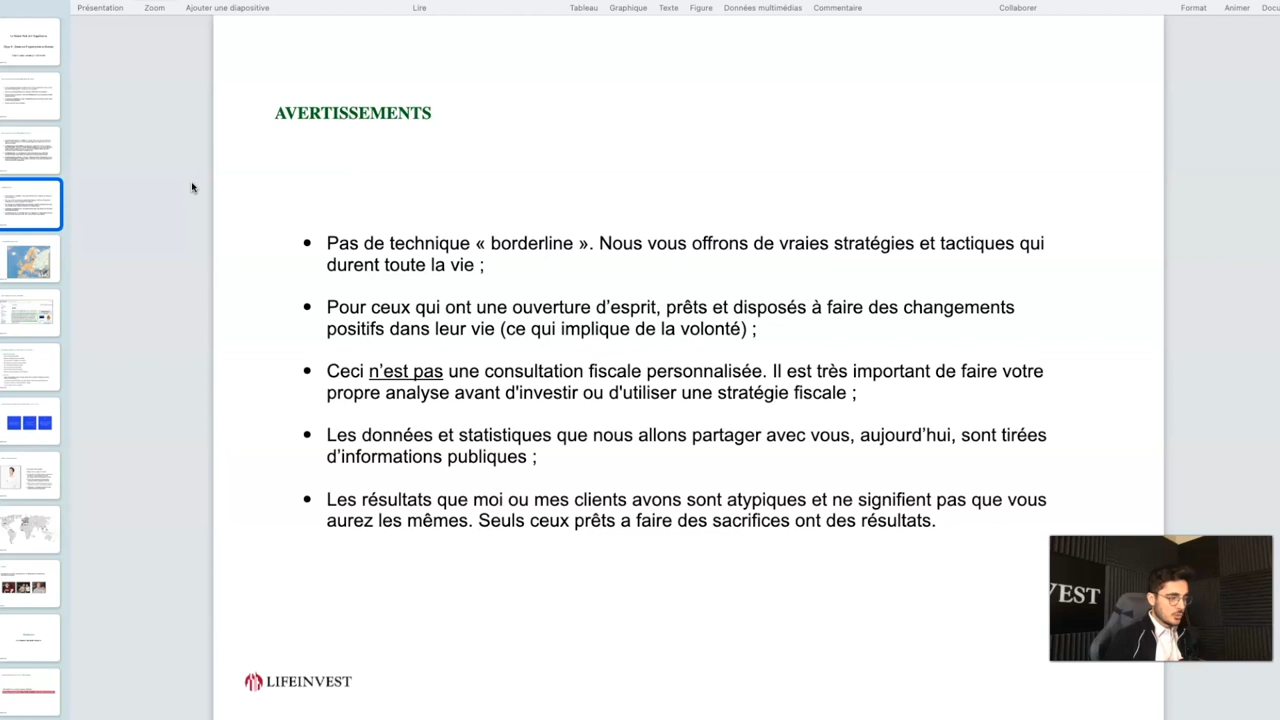 Présentation
Zoom
Ajouter une diapositive
Lire
Tableau
Graphique
Texte
Figure
Données multimédias
Commentaire
Collaborer
Format
Animer
AVERTISSEMENTS
• Pas de technique « borderline ». Nous vous offrons de vraies stratégies et tactiques qui
durent toute la vie ;
• Pour ceux qui ont une ouverture d’esprit, prêts et disposés à faire des changements
positifs dans leur vie (ce qui implique de la volonté) ;
• Ceci n’est pas une consultation fiscale personnalisée. Il est très important de faire votre
propre analyse avant d'investir ou d'utiliser une stratégie fiscale ;
• Les données et statistiques que nous allons partager avec vous, aujourd’hui, sont tirées
d’informations publiques ;
• Les résultats que moi ou mes clients avons sont atypiques et ne signifient pas que vous
aurez les mêmes. Seuls ceux prêts a faire des sacrifices ont des résultats.
VEST
LIFEINVEST